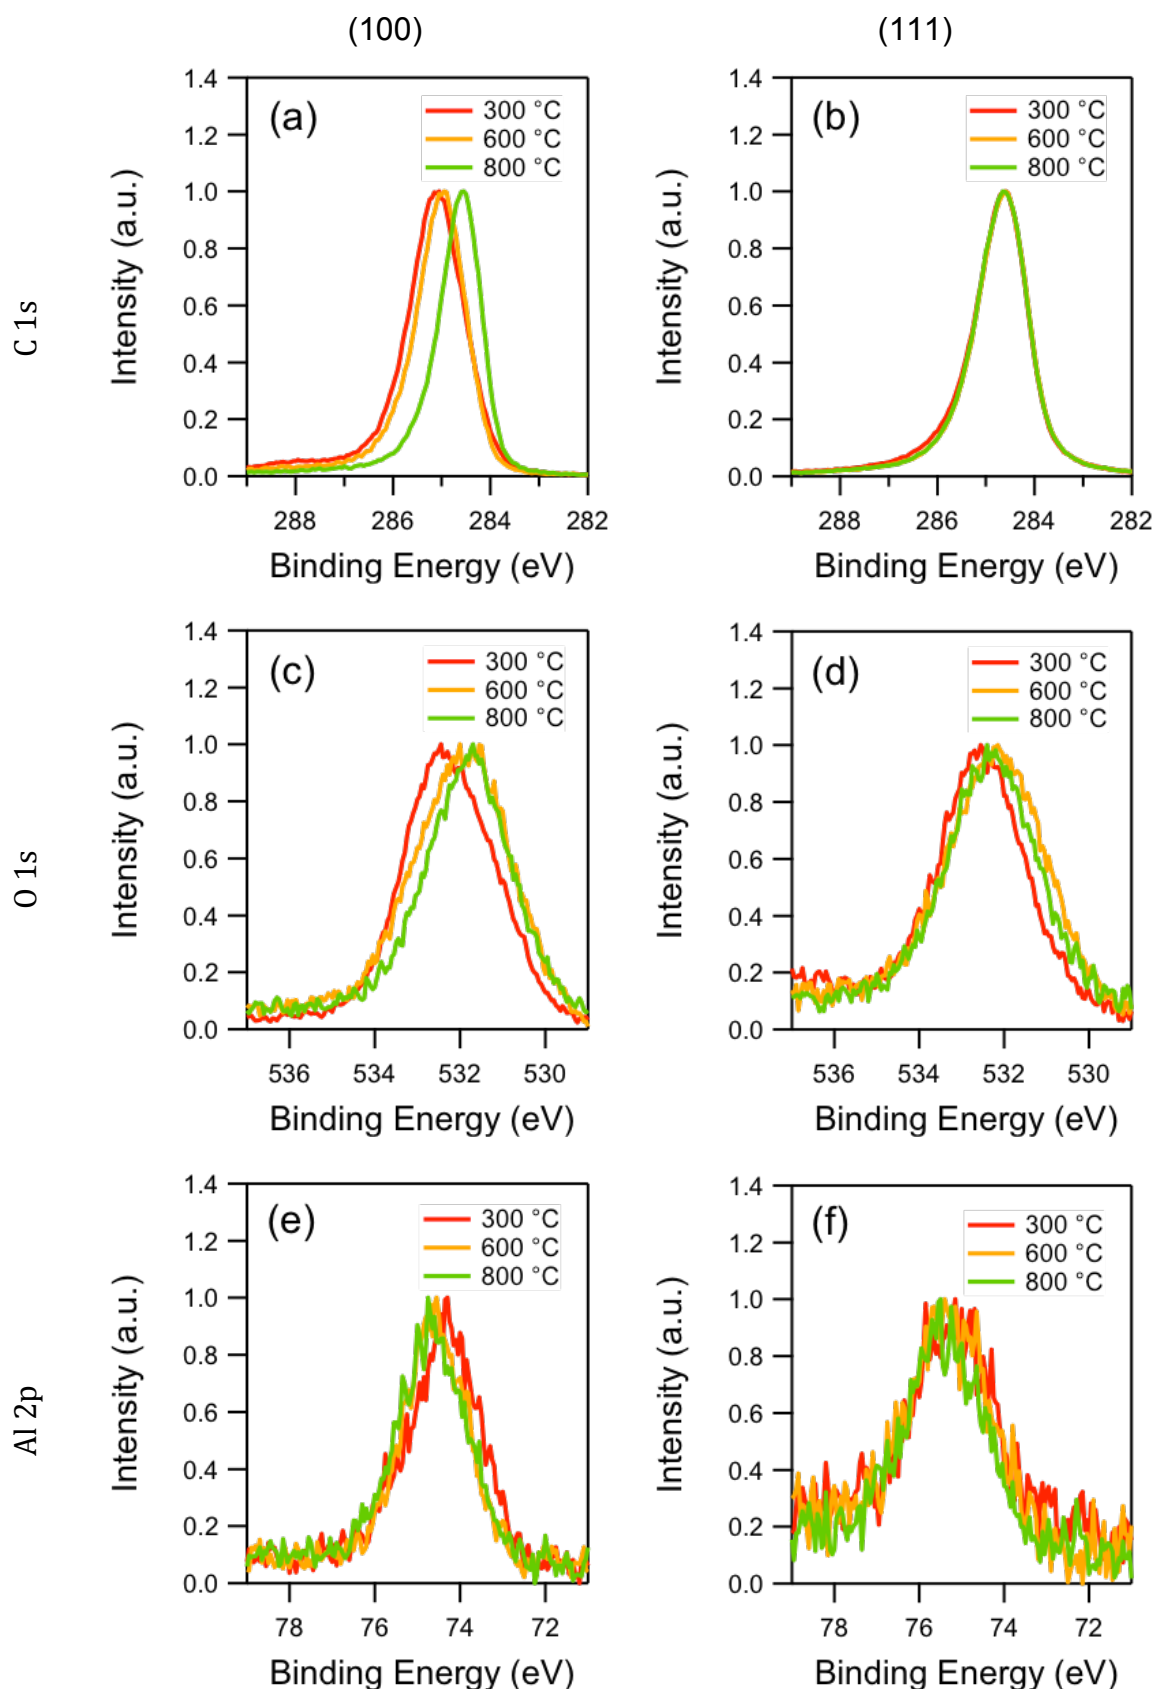 (100) (111)
C 1s
(a)
300 °C
600 °C
800 °C
1.4
1.2
1.0
0.8
0.6
0.4
0.2
0.0
Intensity (a.u.)
288 286 284 282
Binding Energy (eV)
(b)
300 °C
600 °C
800 °C
1.4
1.2
1.0
0.8
0.6
0.4
0.2
0.0
Intensity (a.u.)
288 286 284 282
Binding Energy (eV)
O 1s
(c)
300 °C
600 °C
800 °C
1.4
1.2
1.0
0.8
0.6
0.4
0.2
0.0
Intensity (a.u.)
536 534 532 530
Binding Energy (eV)
(d)
300 °C
600 °C
800 °C
1.4
1.2
1.0
0.8
0.6
0.4
0.2
0.0
Intensity (a.u.)
536 534 532 530
Binding Energy (eV)
Al 2p
(e)
300 °C
600 °C
800 °C
1.4
1.2
1.0
0.8
0.6
0.4
0.2
0.0
Intensity (a.u.)
78 76 74 72
Binding Energy (eV)
(f)
300 °C
600 °C
800 °C
1.4
1.2
1.0
0.8
0.6
0.4
0.2
0.0
Intensity (a.u.)
78 76 74 72
Binding Energy (eV)